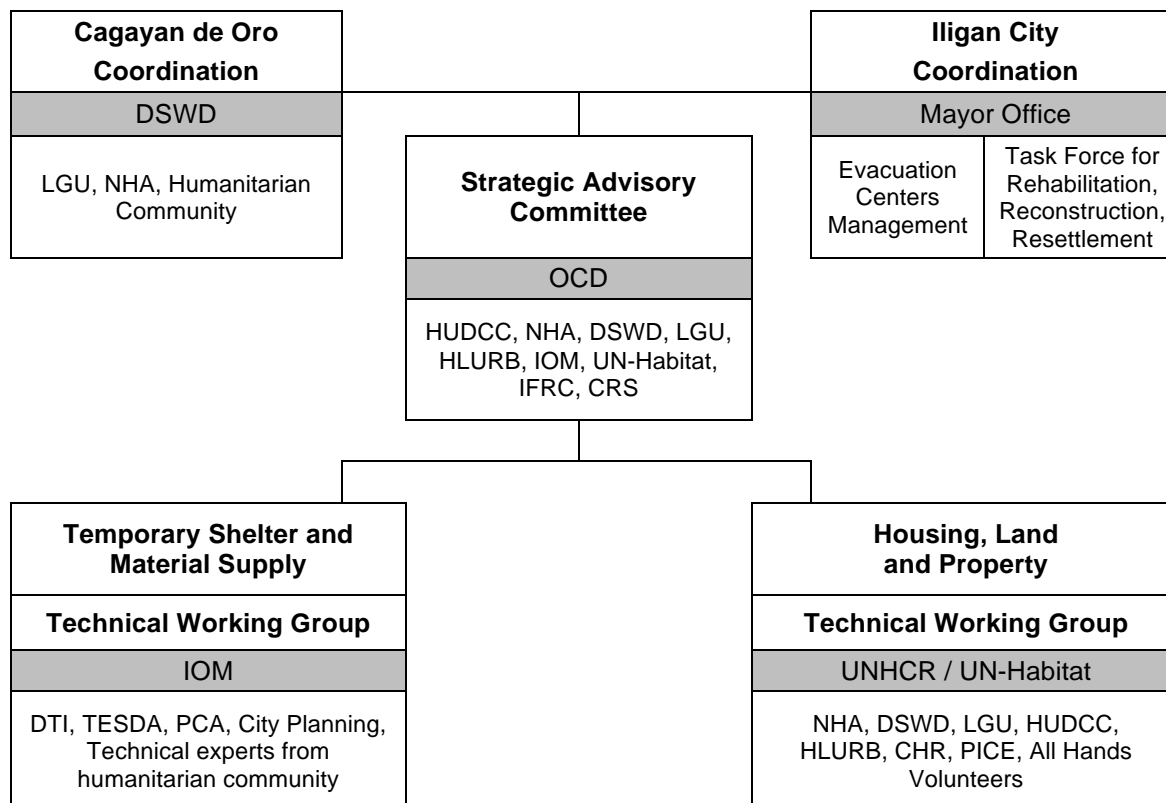 Cagayan de Oro
Coordination
DSWD
LGU, NHA, Humanitarian
Community
Iligan City
Coordination
Mayor Office
Evacuation
Centers
Management
Task Force for
Rehabilitation,
Reconstruction,
Resettlement
Strategic Advisory
Committee
OCD
HUDCC, NHA, DSWD, LGU,
HLURB, IOM, UN-Habitat,
IFRC, CRS
Temporary Shelter and
Material Supply
Technical Working Group
IOM
DTI, TESDA, PCA, City Planning,
Technical experts from
humanitarian community
Housing, Land
and Property
Technical Working Group
UNHCR / UN-Habitat
NHA, DSWD, LGU, HUDCC,
HLURB, CHR, PICE, All Hands
Volunteers